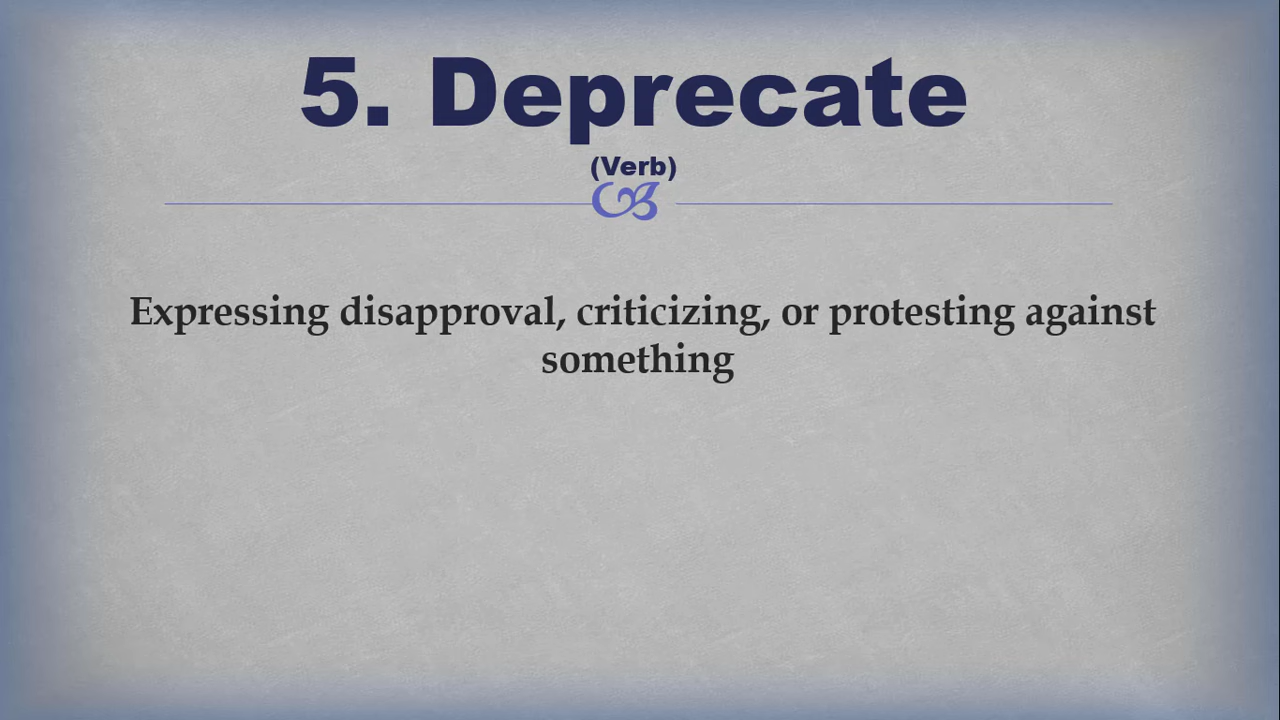 5. Deprecate
(Verb)
Expressing disapproval, criticizing, or protesting against
something